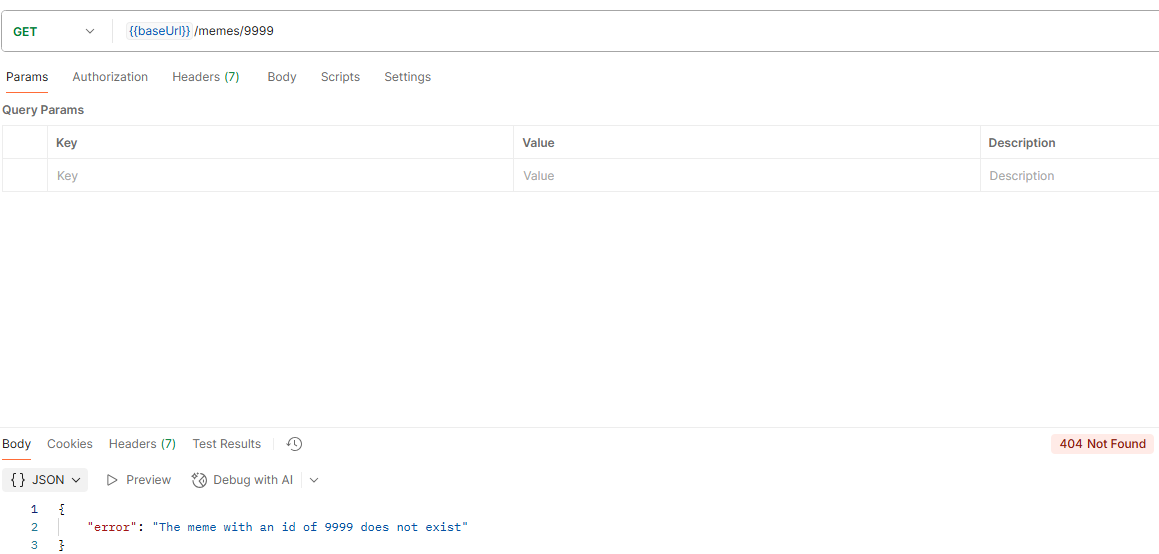 GET {{baseUrl}} /memes/9999
Params Authorization Headers (7) Body Scripts Settings
Query Params
Key Value Description
Key Value Description
Body Cookies Headers (7) Test Results 404 Not Found
{} JSON Preview Debug with AI
1 {
2 "error": "The meme with an id of 9999 does not exist"
3 }